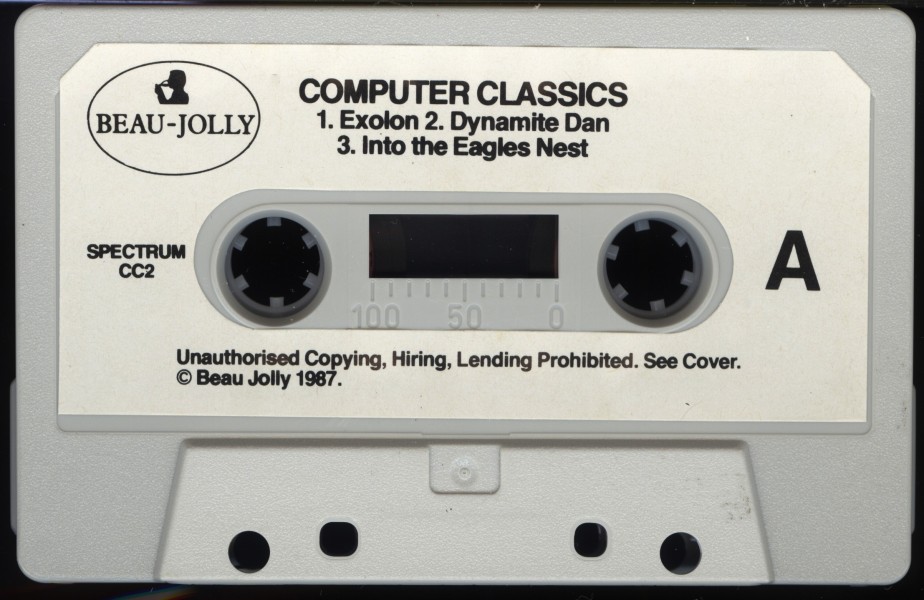 BEAU-JOLLY
COMPUTER CLASSICS
1. Exolon 2. Dynamite Dan
3. Into the Eagles Nest
SPECTRUM
CC2
A
100 50 0
Unauthorised Copying, Hiring, Lending Prohibited. See Cover.
© Beau Jolly 1987.